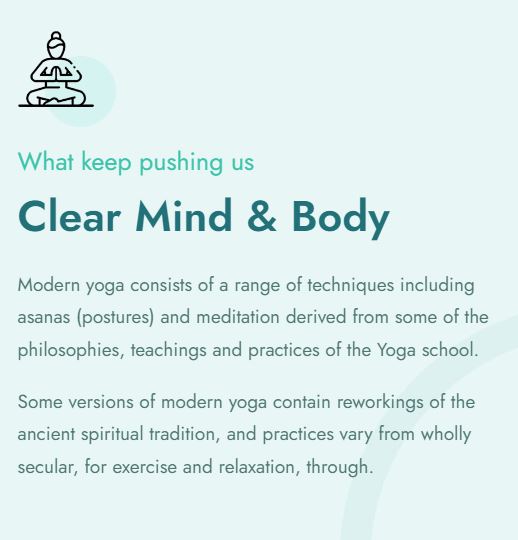 What keep pushing us
Clear Mind & Body
Modern yoga consists of a range of techniques including
asanas (postures) and meditation derived from some of the
philosophies, teachings and practices of the Yoga school.
Some versions of modern yoga contain reworkings of the
ancient spiritual tradition, and practices vary from wholly
secular, for exercise and relaxation, through.